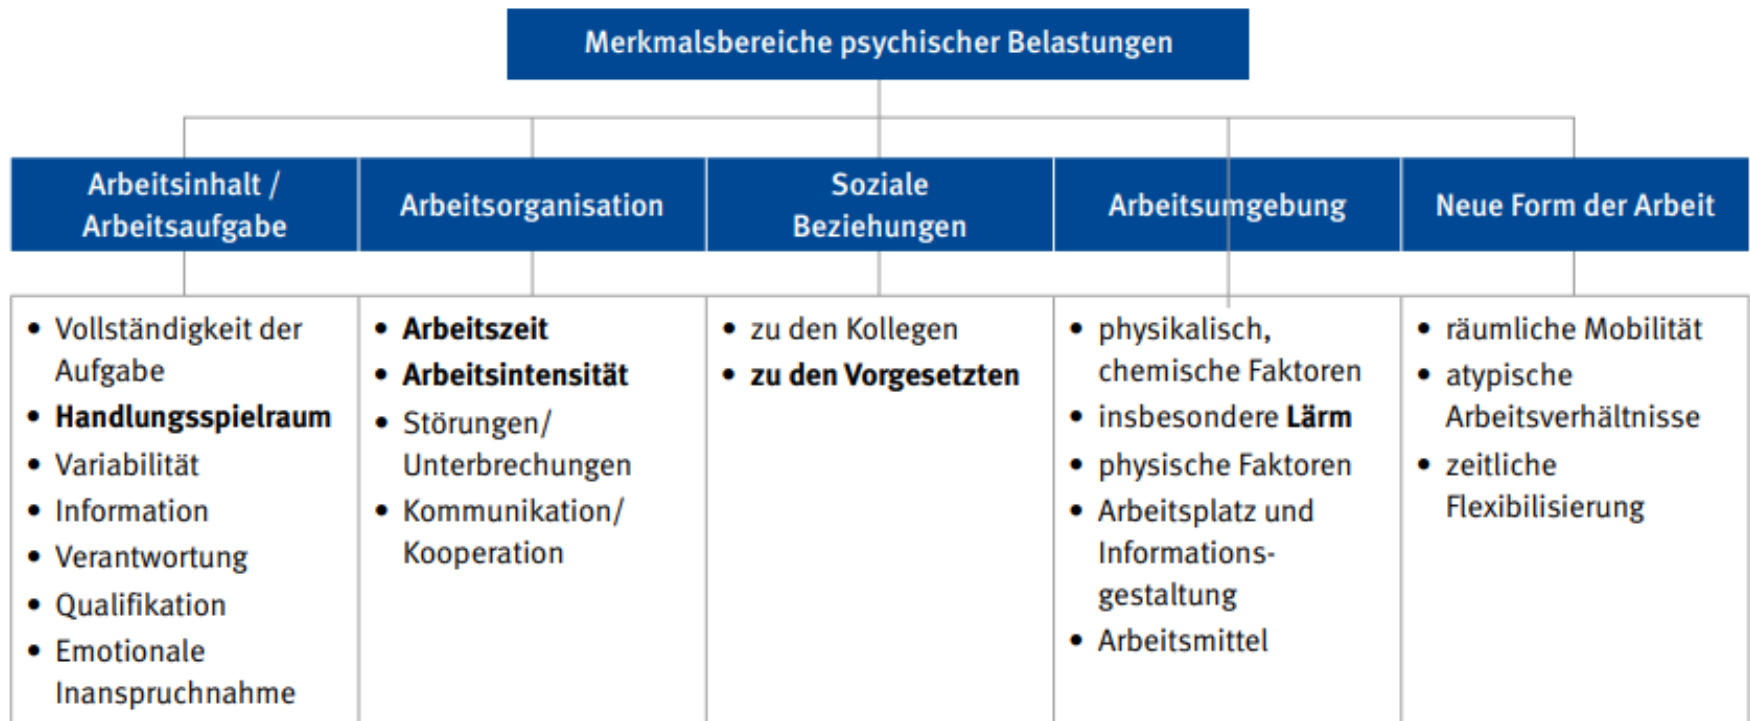 Merkmalsbereiche psychischer Belastungen
Arbeitsinhalt /
Arbeitsaufgabe
Arbeitsorganisation
Soziale
Beziehungen
Arbeitsumgebung
Neue Form der Arbeit
• Vollständigkeit der
Aufgabe
• Handlungsspielraum
• Variabilität
• Information
• Verantwortung
• Qualifikation
• Emotionale
Inanspruchnahme
• Arbeitszeit
• Arbeitsintensität
• Störungen/
Unterbrechungen
• Kommunikation/
Kooperation
• zu den Kollegen
• zu den Vorgesetzten
• physikalisch,
chemische Faktoren
• insbesondere Lärm
• physische Faktoren
• Arbeitsplatz und
Informations-
gestaltung
• Arbeitsmittel
• räumliche Mobilität
• atypische
Arbeitsverhältnisse
• zeitliche
Flexibilisierung